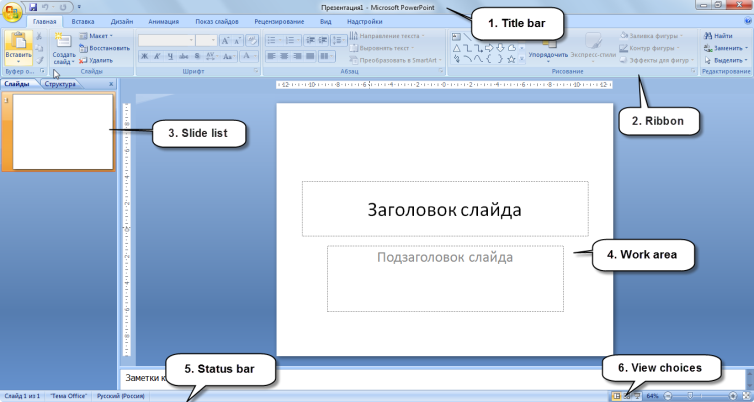 Презентация1 - Microsoft PowerPoint
1. Title bar
Главная Вставка Дизайн Анимация Показ слайдов Рецензирование Вид Надстройки
Вставить
Создать слайд
Макет
Восстановить
Удалить
Направление текста
Выровнять текст
Преобразовать в SmartArt
Упорядочить
Экспресс-стили
Заливка фигуры
Контур фигуры
Эффекты для фигур
Найти
Заменить
Выделить
Буфер о... Слайды Шрифт Абзац Рисование Редактирование
2. Ribbon
Слайды Структура x
1
3. Slide list
Заголовок слайда
Подзаголовок слайда
4. Work area
5. Status bar
6. View choices
Заметки к
Слайд 1 из 1 "Тема Office" Русский (Россия) 64%